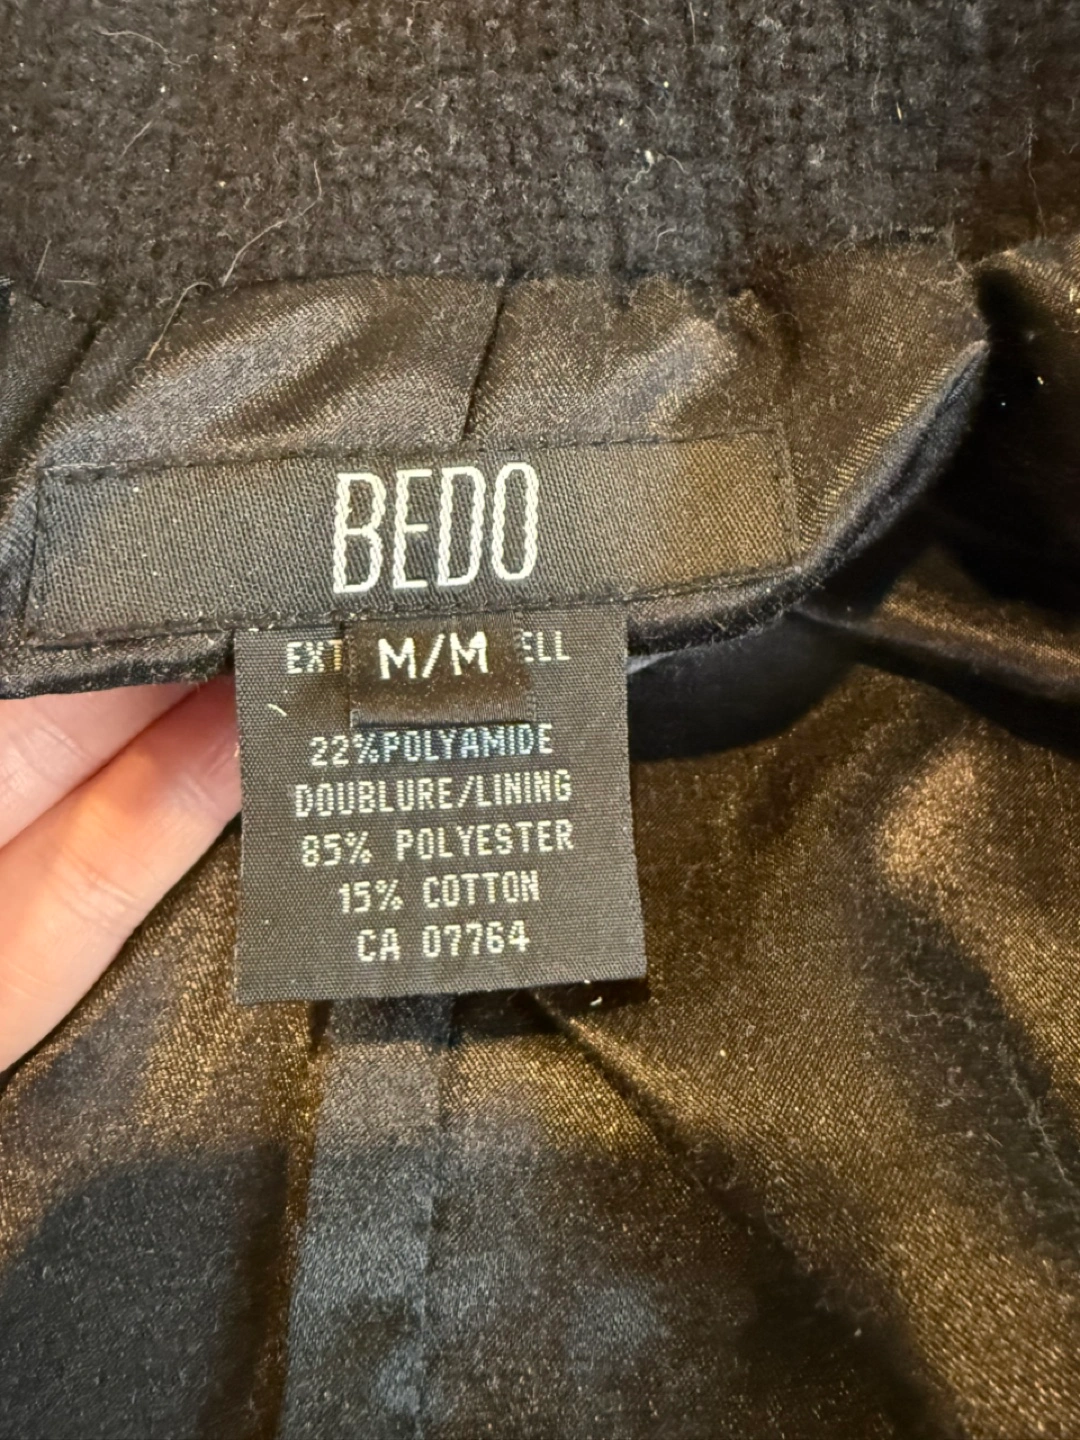 BEDO
M/M
EXT ELL
22%POLYAMIDE
DOUBLURE/LINING
85% POLYESTER
15% COTTON
CA 07764